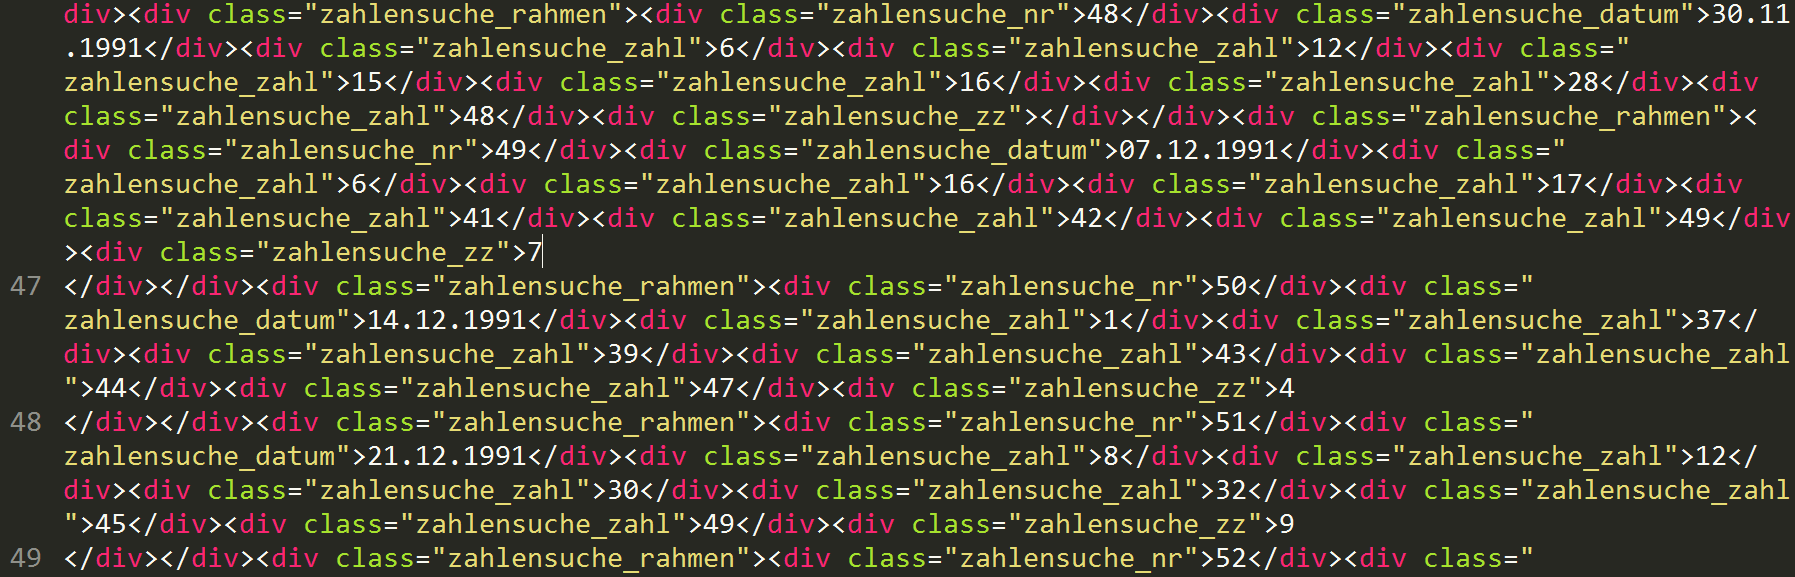 div><div class="zahlensuche_rahmen"><div class="zahlensuche_nr">48</div><div class="zahlensuche_datum">30.11
.1991</div><div class="zahlensuche_zahl">6</div><div class="zahlensuche_zahl">12</div><div class="
zahlensuche_zahl">15</div><div class="zahlensuche_zahl">16</div><div class="zahlensuche_zahl">28</div><div
class="zahlensuche_zahl">48</div><div class="zahlensuche_zz"></div></div><div class="zahlensuche_rahmen"><
div class="zahlensuche_nr">49</div><div class="zahlensuche_datum">07.12.1991</div><div class="
zahlensuche_zahl">6</div><div class="zahlensuche_zahl">16</div><div class="zahlensuche_zahl">17</div><div
class="zahlensuche_zahl">41</div><div class="zahlensuche_zahl">42</div><div class="zahlensuche_zahl">49</div
><div class="zahlensuche_zz">7
47 </div></div><div class="zahlensuche_rahmen"><div class="zahlensuche_nr">50</div><div class="
zahlensuche_datum">14.12.1991</div><div class="zahlensuche_zahl">1</div><div class="zahlensuche_zahl">37</
div><div class="zahlensuche_zahl">39</div><div class="zahlensuche_zahl">43</div><div class="zahlensuche_zahl
">44</div><div class="zahlensuche_zahl">47</div><div class="zahlensuche_zz">4
48 </div></div><div class="zahlensuche_rahmen"><div class="zahlensuche_nr">51</div><div class="
zahlensuche_datum">21.12.1991</div><div class="zahlensuche_zahl">8</div><div class="zahlensuche_zahl">12</
div><div class="zahlensuche_zahl">30</div><div class="zahlensuche_zahl">32</div><div class="zahlensuche_zahl
">45</div><div class="zahlensuche_zahl">49</div><div class="zahlensuche_zz">9
49 </div></div><div class="zahlensuche_rahmen"><div class="zahlensuche_nr">52</div><div class="